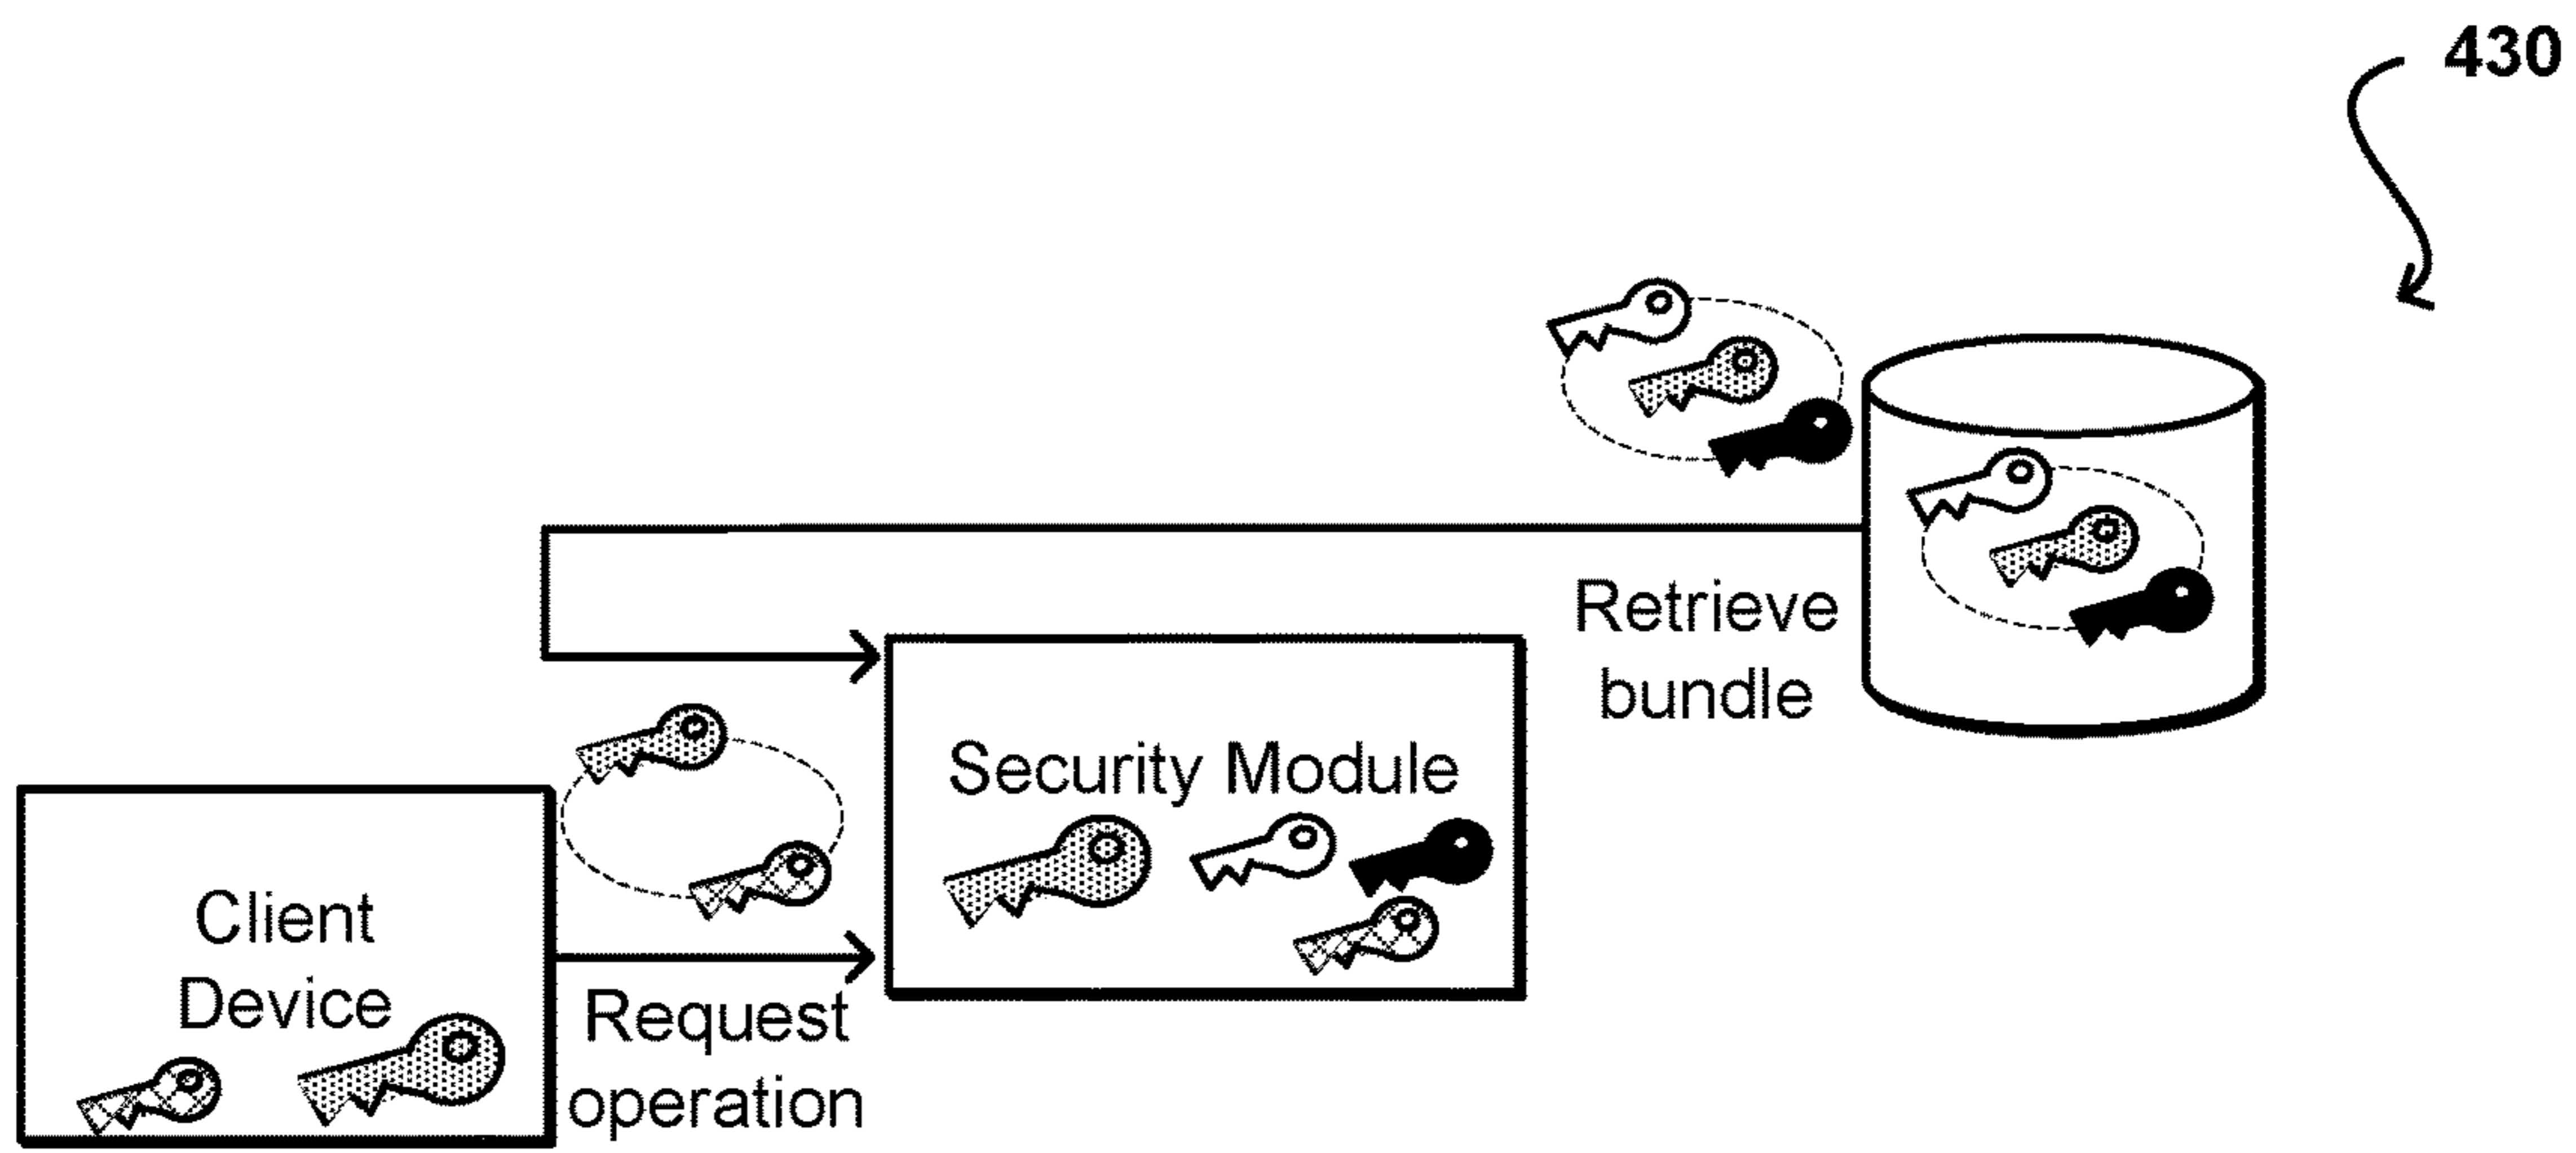 430
Retrieve
bundle
Security Module
Client
Device
Request
operation